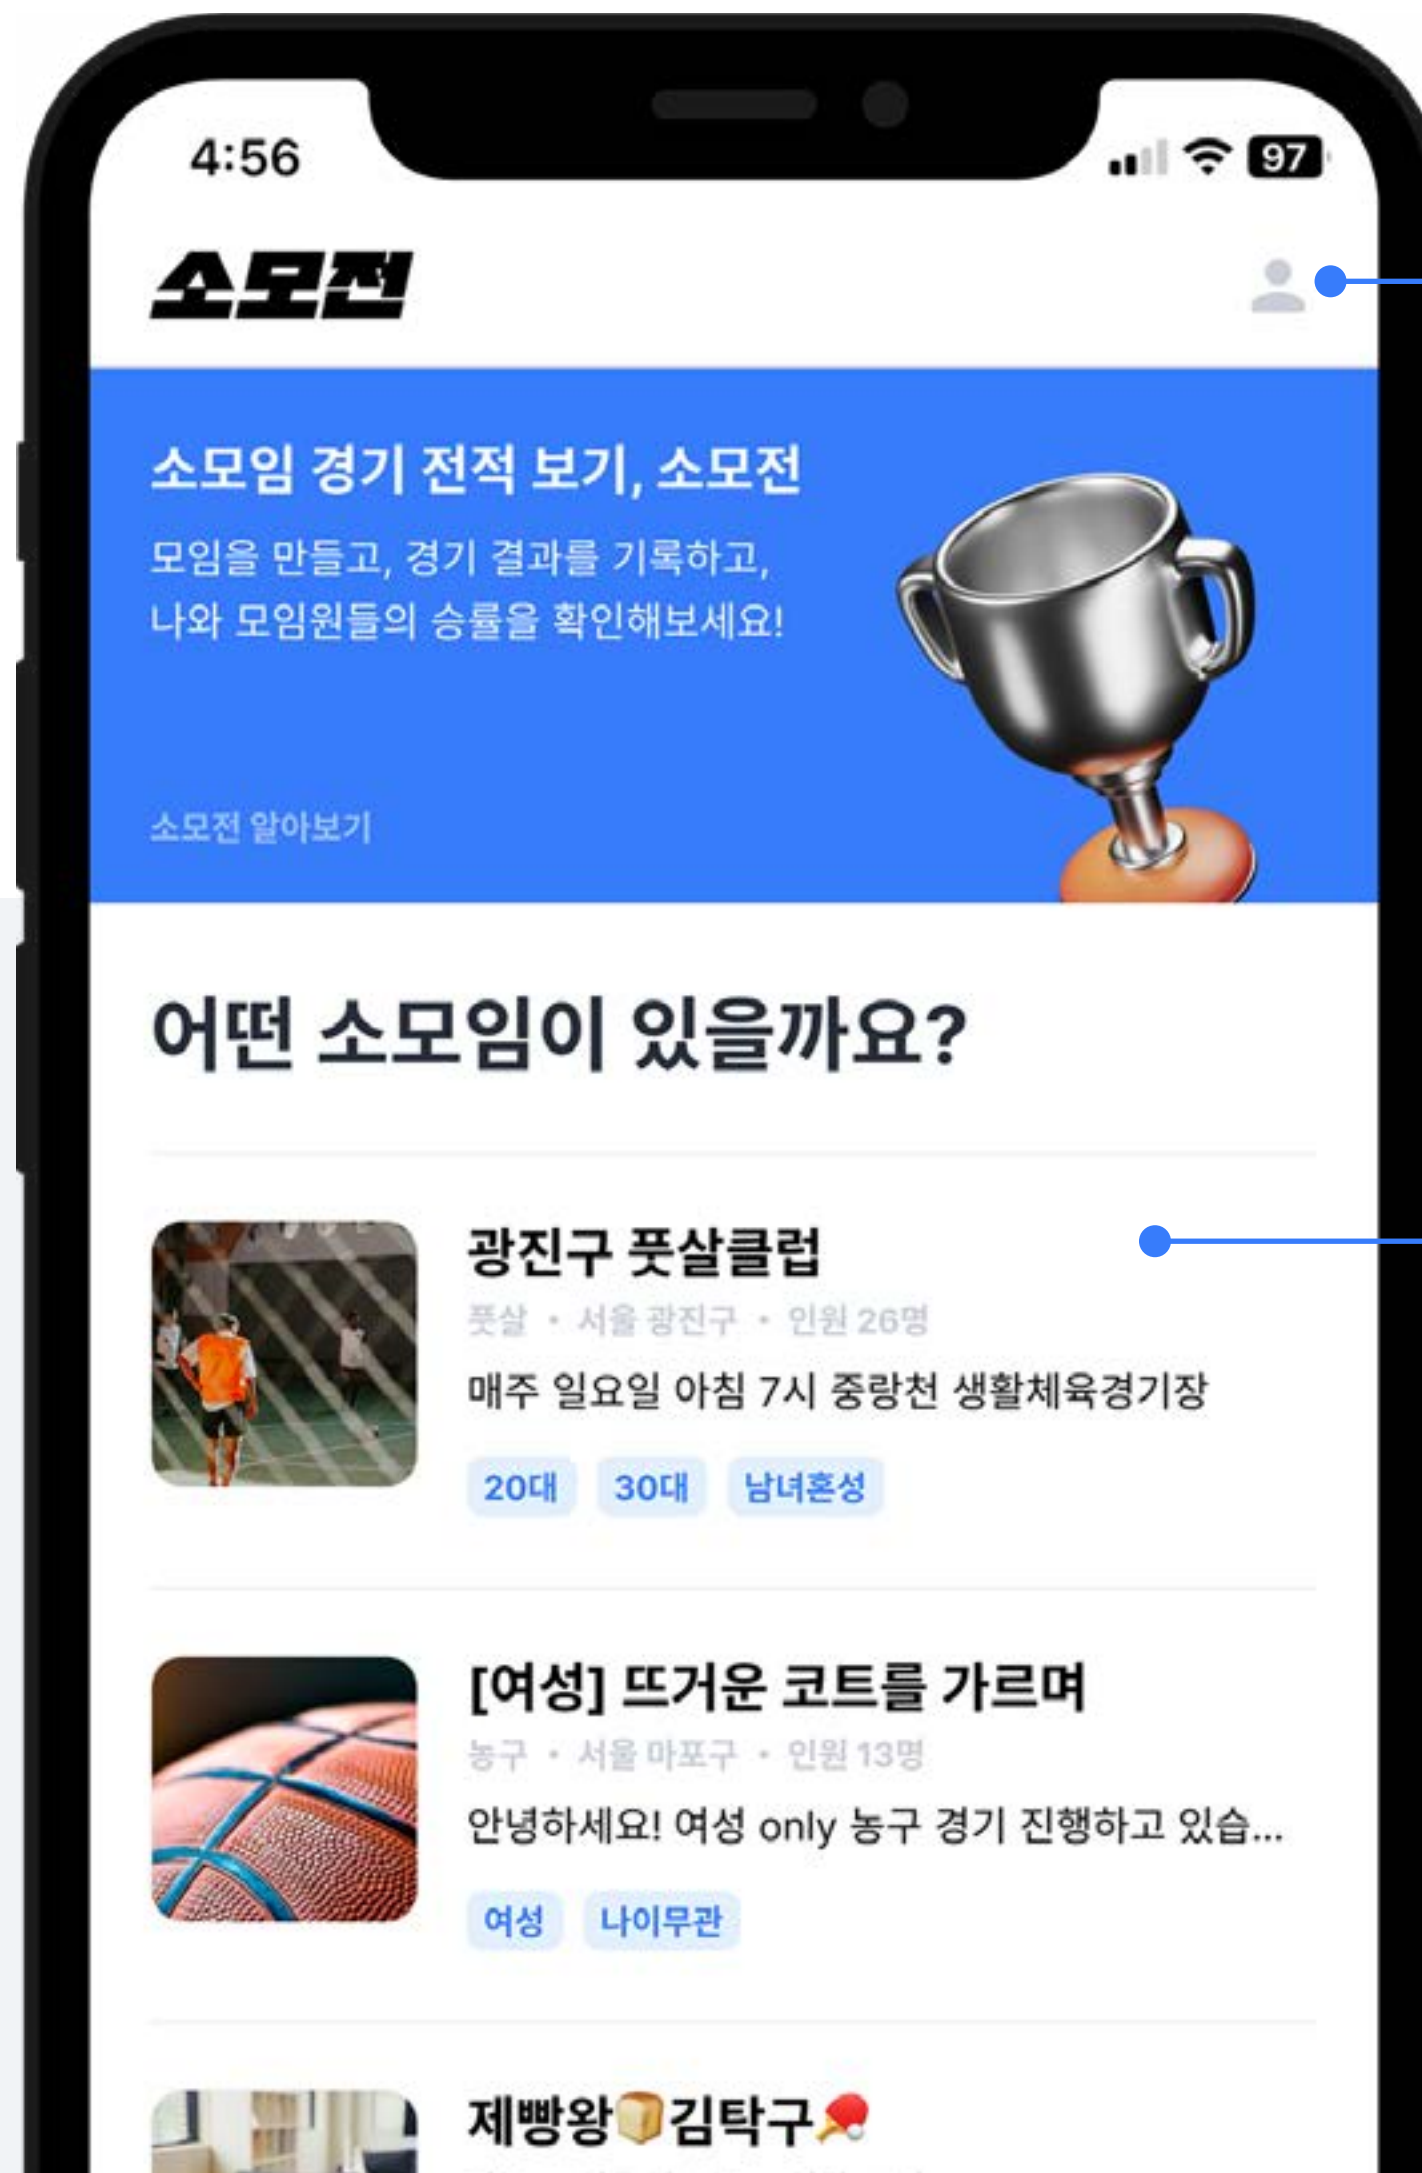 4:56
97
소모전
소모임 경기 전적 보기, 소모전
모임을 만들고, 경기 결과를 기록하고,
나와 모임원들의 승률을 확인해보세요!
소모전 알아보기
어떤 소모임이 있을까요?
광진구 풋살클럽
풋살 • 서울 광진구 • 인원 26명
매주 일요일 아침 7시 중랑천 생활체육경기장
20대 30대 남녀혼성
[여성] 뜨거운 코트를 가르며
농구 • 서울 마포구 • 인원 13명
안녕하세요! 여성 only 농구 경기 진행하고 있습...
여성 나이무관
제빵왕🍞김탁구🏓